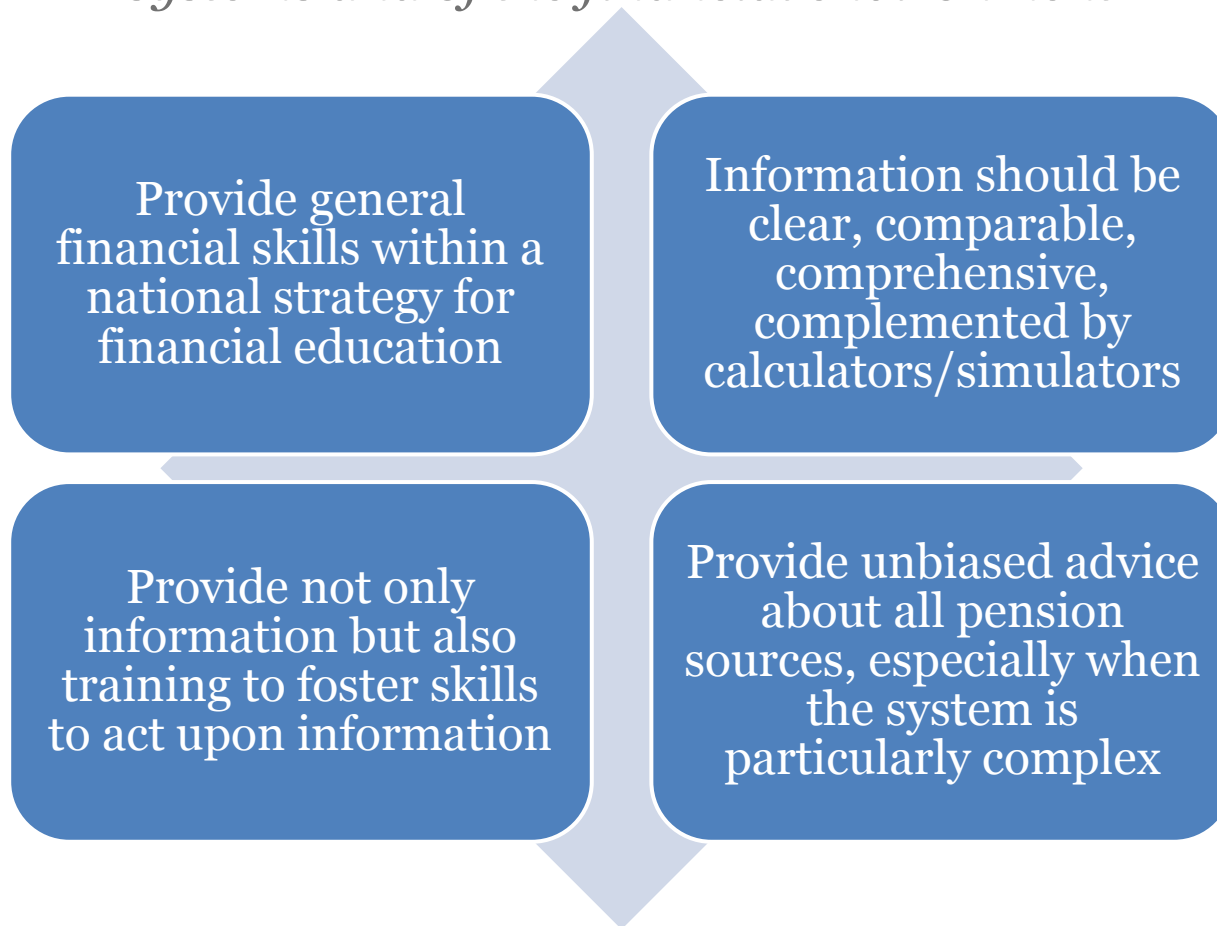 Provide general
financial skills within a
national strategy for
financial education
Information should be
clear, comparable,
comprehensive,
complemented by
calculators/simulators
Provide not only
information but also
training to foster skills
to act upon information
Provide unbiased advice
about all pension
sources, especially when
the system is
particularly complex